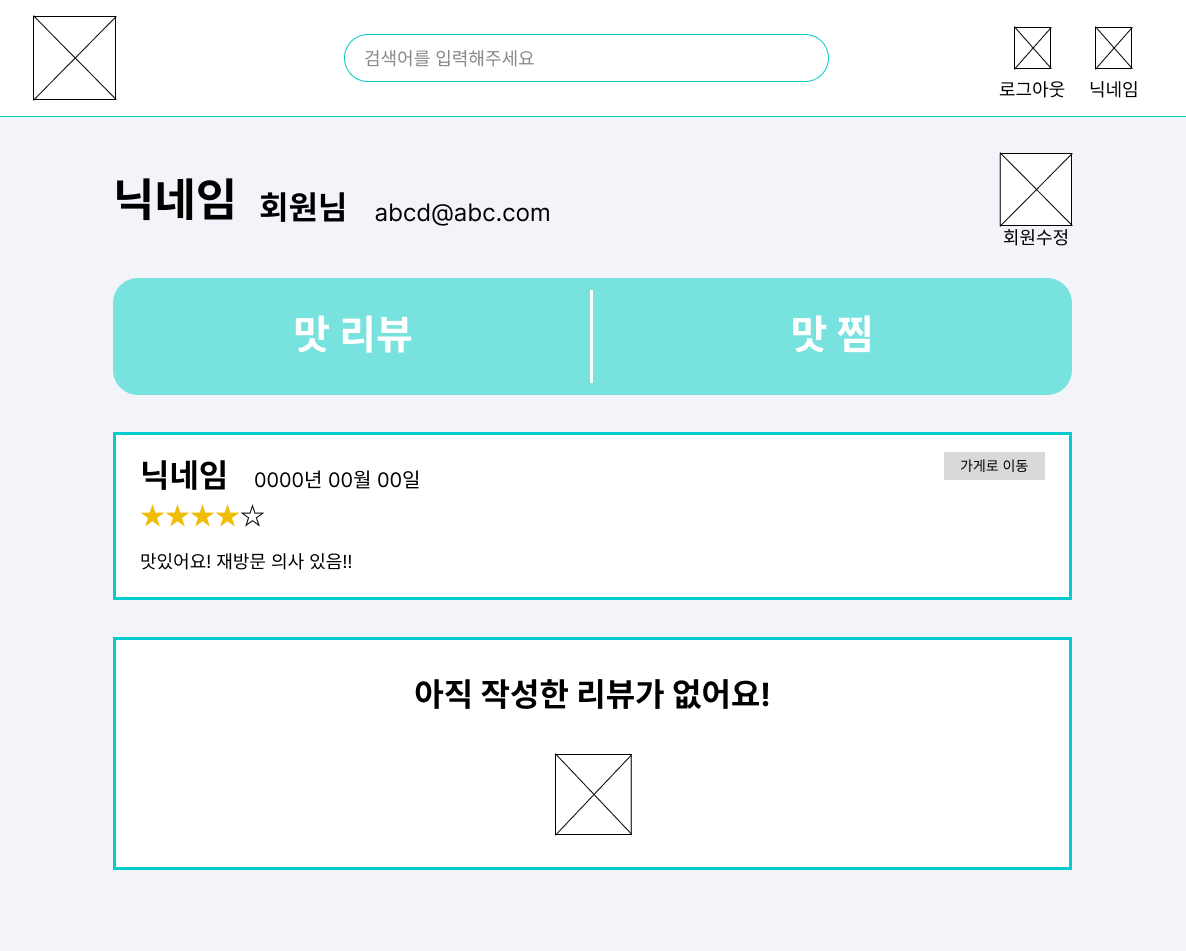 검색어를 입력해주세요
로그아웃 닉네임
닉네임 회원님 abcd@abc.com
회원수정
맛 리뷰 맛 찜
닉네임 0000년 00월 00일 가게로 이동
★★★★☆
맛있어요! 재방문 의사 있음!!
아직 작성한 리뷰가 없어요!